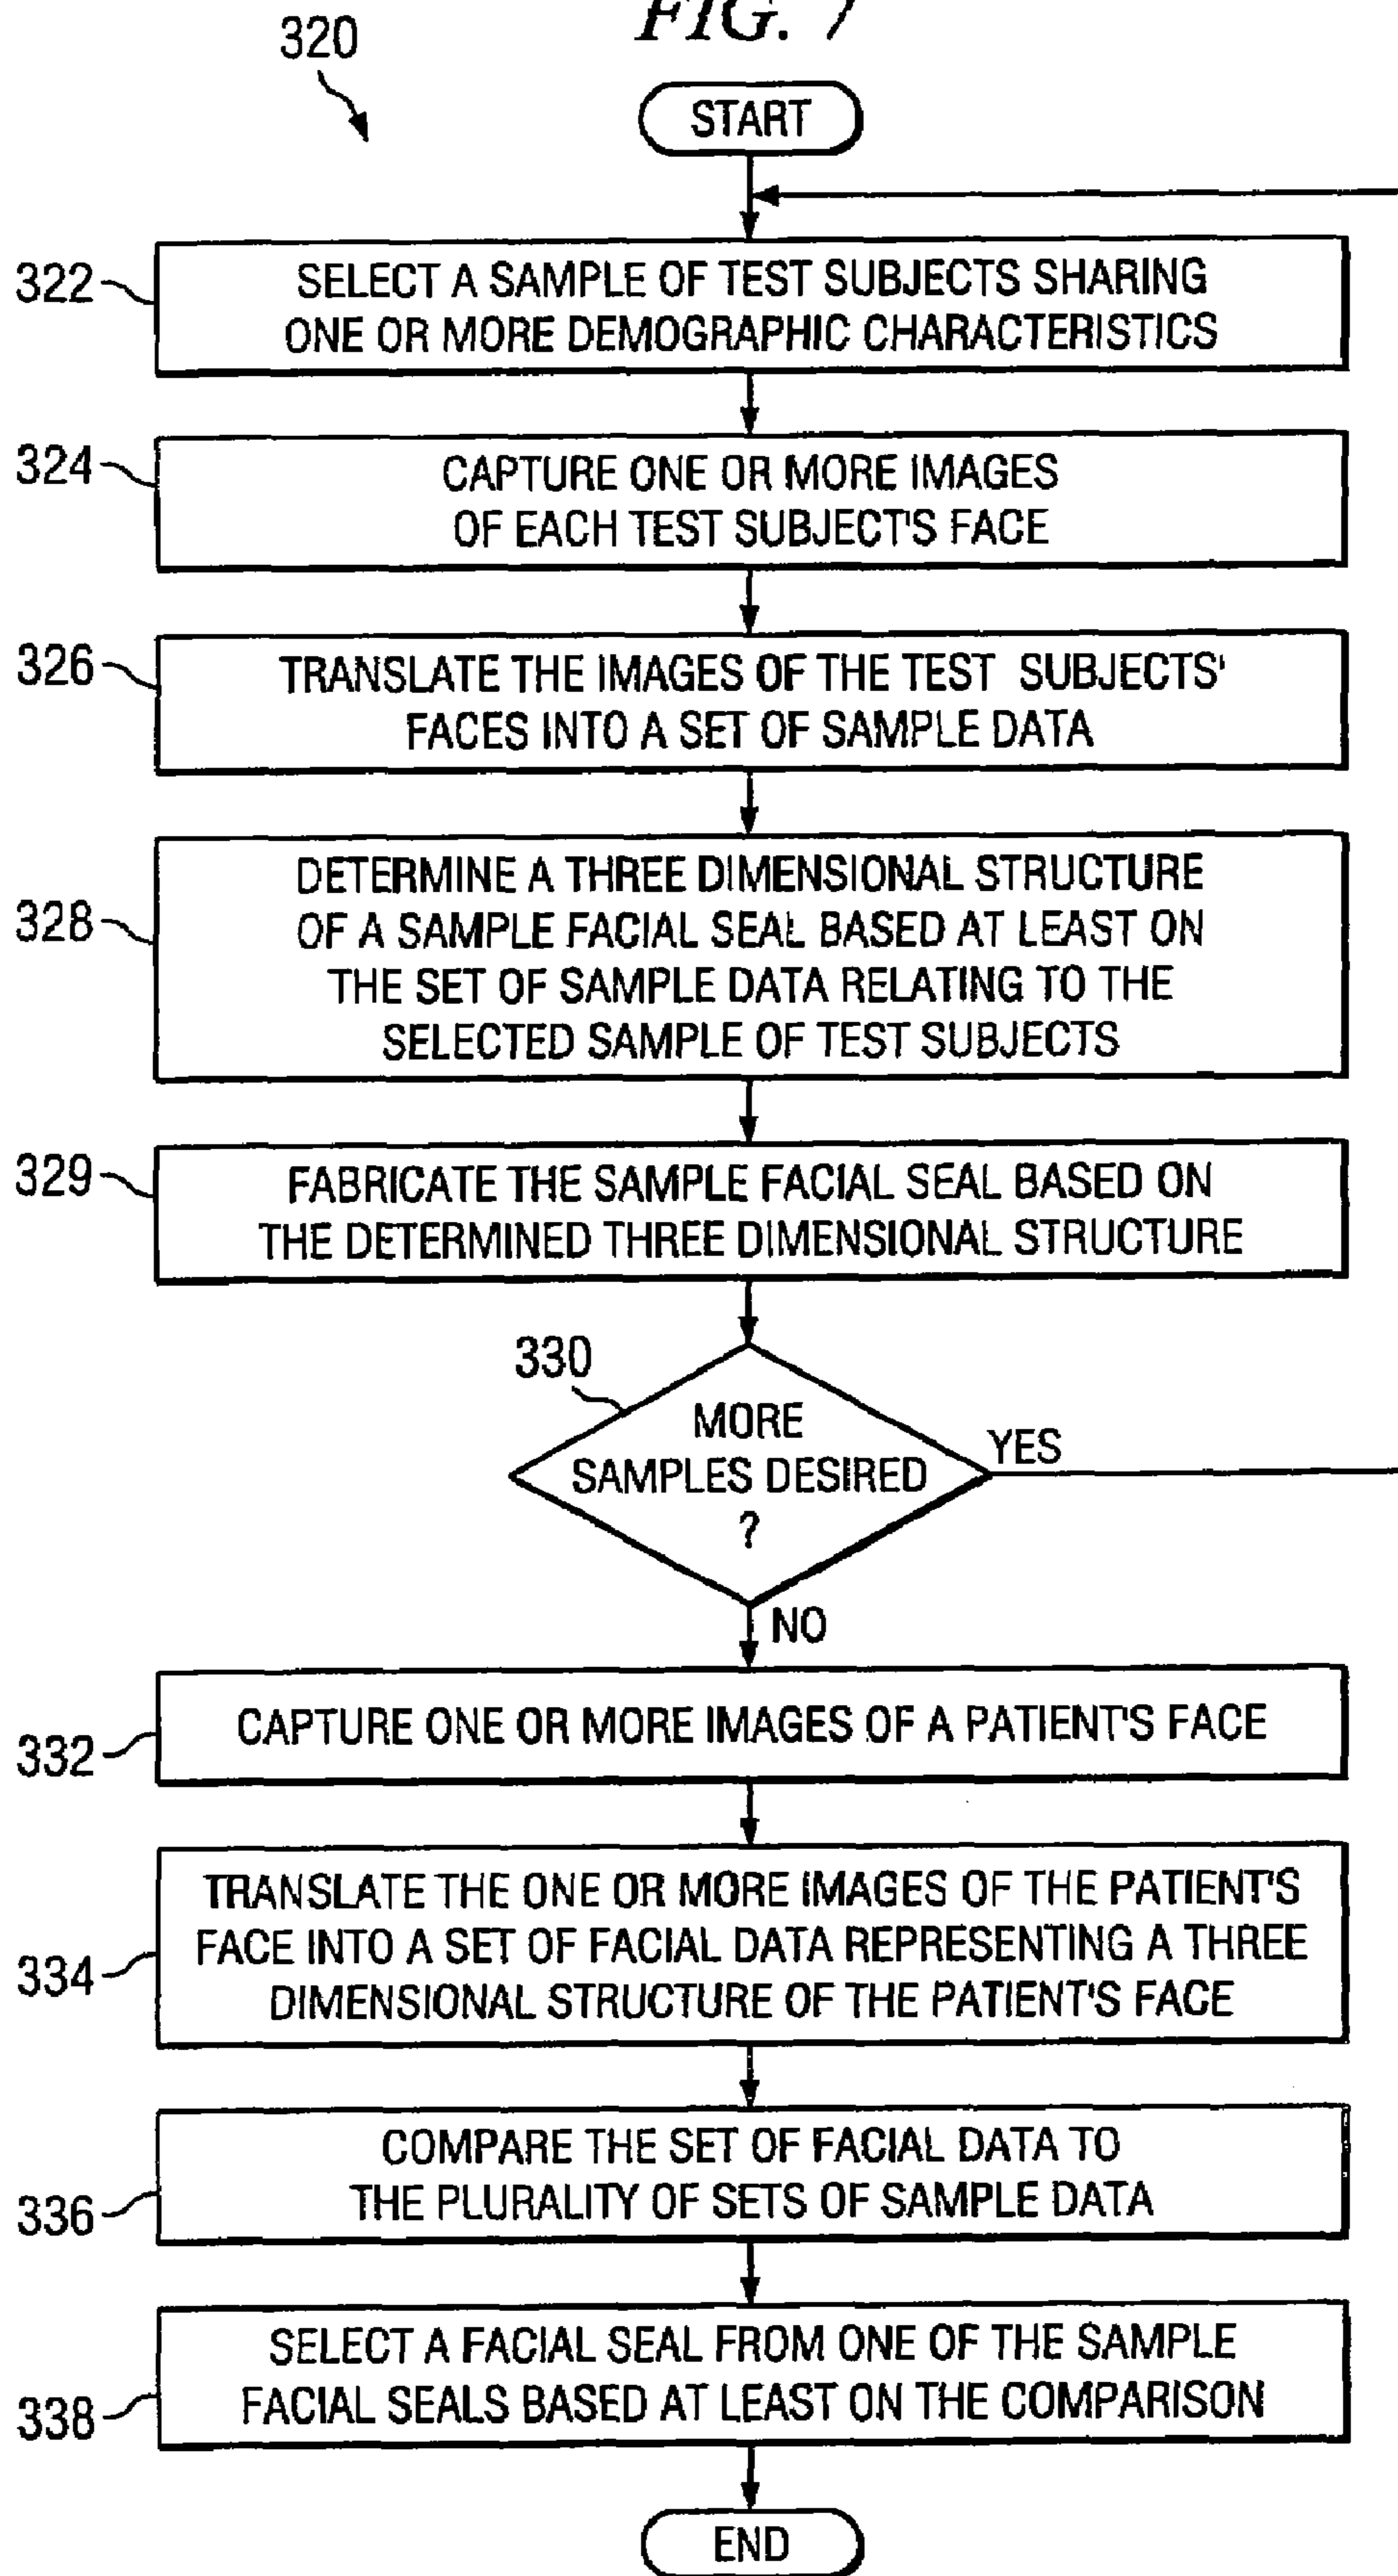 FIG. 7
320
START
322
SELECT A SAMPLE OF TEST SUBJECTS SHARING
ONE OR MORE DEMOGRAPHIC CHARACTERISTICS
324
CAPTURE ONE OR MORE IMAGES
OF EACH TEST SUBJECT'S FACE
326
TRANSLATE THE IMAGES OF THE TEST SUBJECTS'
FACES INTO A SET OF SAMPLE DATA
328
DETERMINE A THREE DIMENSIONAL STRUCTURE
OF A SAMPLE FACIAL SEAL BASED AT LEAST ON
THE SET OF SAMPLE DATA RELATING TO THE
SELECTED SAMPLE OF TEST SUBJECTS
329
FABRICATE THE SAMPLE FACIAL SEAL BASED ON
THE DETERMINED THREE DIMENSIONAL STRUCTURE
330
MORE
SAMPLES DESIRED
?
YES
NO
332
CAPTURE ONE OR MORE IMAGES OF A PATIENT'S FACE
334
TRANSLATE THE ONE OR MORE IMAGES OF THE PATIENT'S
FACE INTO A SET OF FACIAL DATA REPRESENTING A THREE
DIMENSIONAL STRUCTURE OF THE PATIENT'S FACE
336
COMPARE THE SET OF FACIAL DATA TO
THE PLURALITY OF SETS OF SAMPLE DATA
338
SELECT A FACIAL SEAL FROM ONE OF THE SAMPLE
FACIAL SEALS BASED AT LEAST ON THE COMPARISON
END